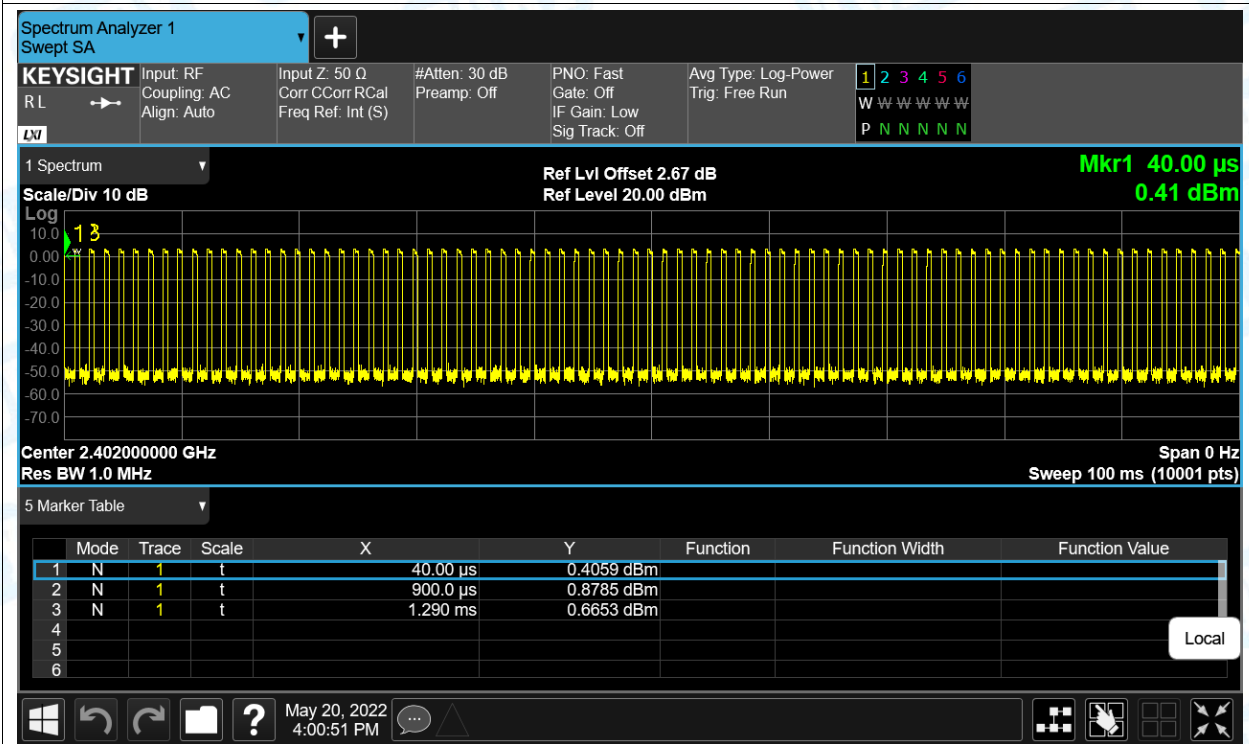 Spectrum Analyzer 1
Swept SA
KEYSIGHT
R L
LXI
Input: RF
Coupling: AC
Align: Auto
Input Z: 50 Ω
Corr CCorr RCal
Freq Ref: Int (S)
#Atten: 30 dB
Preamp: Off
PNO: Fast
Gate: Off
IF Gain: Low
Sig Track: Off
Avg Type: Log-Power
Trig: Free Run
1 2 3 4 5 6
W W W W W W
P N N N N N
1 Spectrum
Scale/Div 10 dB
Ref Lvl Offset 2.67 dB
Ref Level 20.00 dBm
Mkr1 40.00 µs
0.41 dBm
Log
10.0
0.00
-10.0
-20.0
-30.0
-40.0
-50.0
-60.0
-70.0
1 3
Center 2.402000000 GHz
Res BW 1.0 MHz
Span 0 Hz
Sweep 100 ms (10001 pts)
5 Marker Table
Mode Trace Scale X Y Function Function Width Function Value
1 N 1 t 40.00 µs 0.4059 dBm
2 N 1 t 900.0 µs 0.8785 dBm
3 N 1 t 1.290 ms 0.6653 dBm
4
5
6
Local
?
May 20, 2022
4:00:51 PM